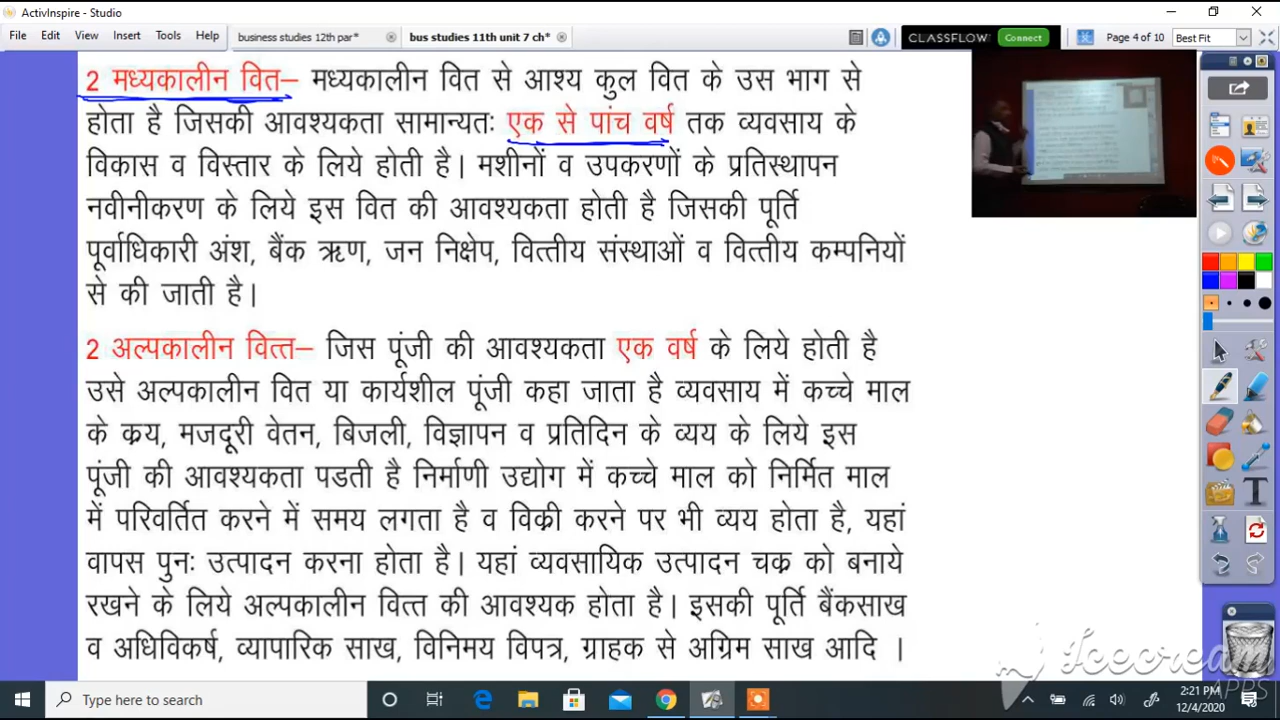 ActivInspire - Studio
File Edit View Insert Tools Help business studies 12th par* bus studies 11th unit 7 ch* CLASSFLOW Connect Page 4 of 10 Best Fit
2 मध्यकालीन वित– मध्यकालीन वित से आश्य कुल वित के उस भाग से
होता है जिसकी आवश्यकता सामान्यतः एक से पांच वर्ष तक व्यवसाय के
विकास व विस्तार के लिये होती है। मशीनों व उपकरणों के प्रतिस्थापन
नवीनीकरण के लिये इस वित की आवश्यकता होती है जिसकी पूर्ति
पूर्वाधिकारी अंश, बैंक ऋण, जन निक्षेप, वित्तीय संस्थाओं व वित्तीय कम्पनियों
से की जाती है।
2 अल्पकालीन वित्त– जिस पूंजी की आवश्यकता एक वर्ष के लिये होती है
उसे अल्पकालीन वित या कार्यशील पूंजी कहा जाता है व्यवसाय में कच्चे माल
के क्रय, मजदूरी वेतन, बिजली, विज्ञापन व प्रतिदिन के व्यय के लिये इस
पूंजी की आवश्यकता पडती है निर्माणी उद्योग में कच्चे माल को निर्मित माल
में परिवर्तित करने में समय लगता है व विक्री करने पर भी व्यय होता है, यहां
वापस पुनः उत्पादन करना होता है। यहां व्यवसायिक उत्पादन चक्र को बनाये
रखने के लिये अल्पकालीन वित्त की आवश्यक होता है। इसकी पूर्ति बैंकसाख
व अधिविकर्ष, व्यापारिक साख, विनिमय विपत्र, ग्राहक से अग्रिम साख आदि ।
Icecream
APPS
Type here to search
2:21 PM
12/4/2020